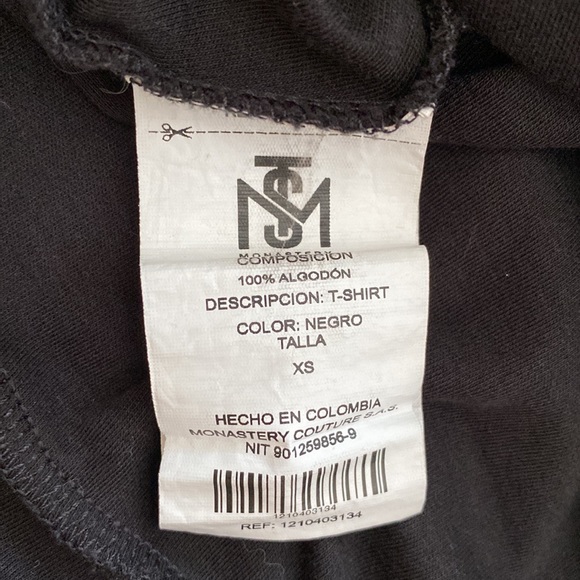 MONASTERY
COMPOSICION
100% ALGODÓN
DESCRIPCION: T-SHIRT
COLOR: NEGRO
TALLA
XS
HECHO EN COLOMBIA
MONASTERY COUTURE S.A.S.
NIT 901259856-9
1210403134
REF: 1210403134